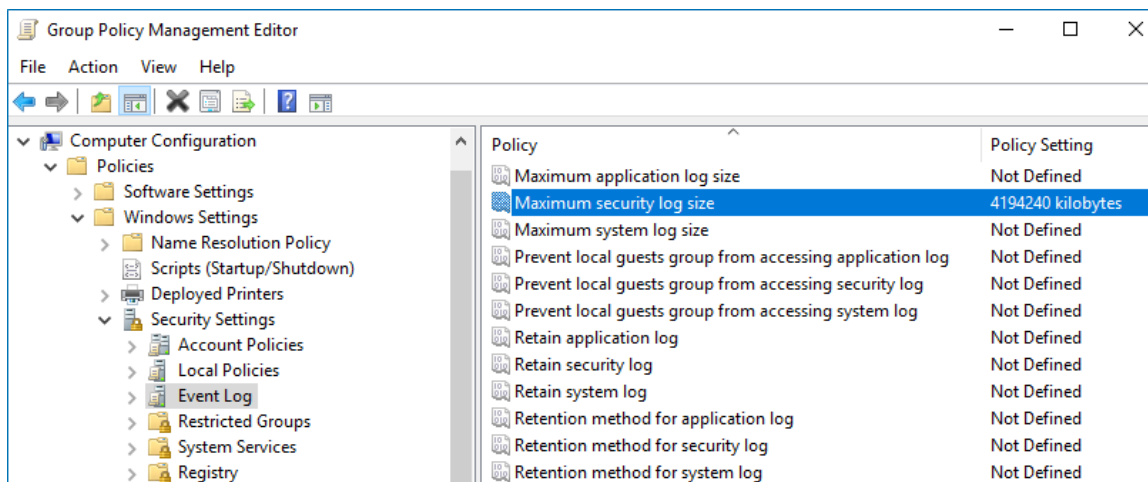 Group Policy Management Editor
File Action View Help
Computer Configuration
Policies
Software Settings
Windows Settings
Name Resolution Policy
Scripts (Startup/Shutdown)
Deployed Printers
Security Settings
Account Policies
Local Policies
Event Log
Restricted Groups
System Services
Registry
Policy Policy Setting
Maximum application log size Not Defined
Maximum security log size 4194240 kilobytes
Maximum system log size Not Defined
Prevent local guests group from accessing application log Not Defined
Prevent local guests group from accessing security log Not Defined
Prevent local guests group from accessing system log Not Defined
Retain application log Not Defined
Retain security log Not Defined
Retain system log Not Defined
Retention method for application log Not Defined
Retention method for security log Not Defined
Retention method for system log Not Defined